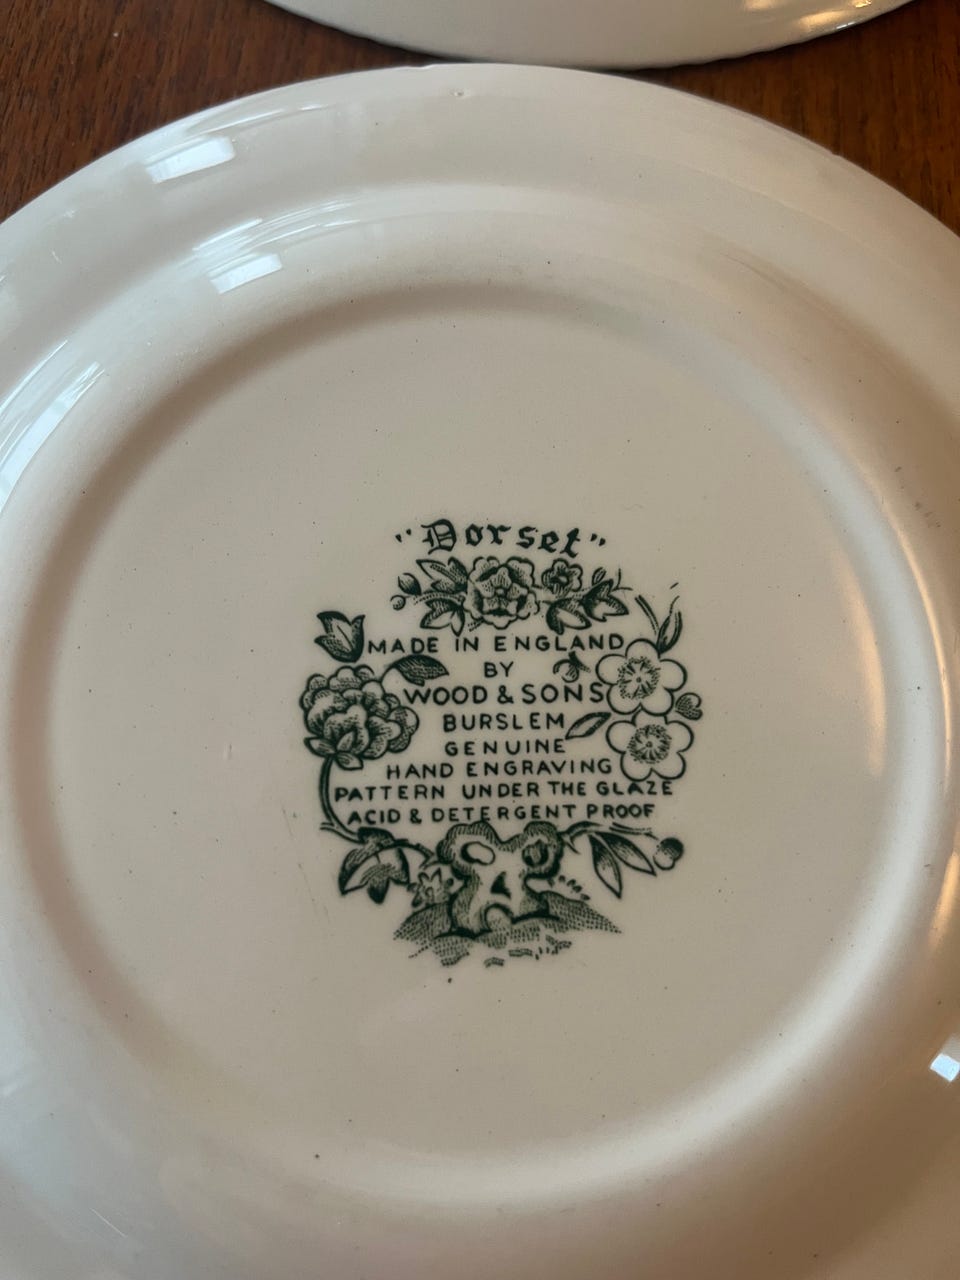 "Dorset"
MADE IN ENGLAND
BY
WOOD & SONS
BURSLEM
GENUINE
HAND ENGRAVING
PATTERN UNDER THE GLAZE
ACID & DETERGENT PROOF